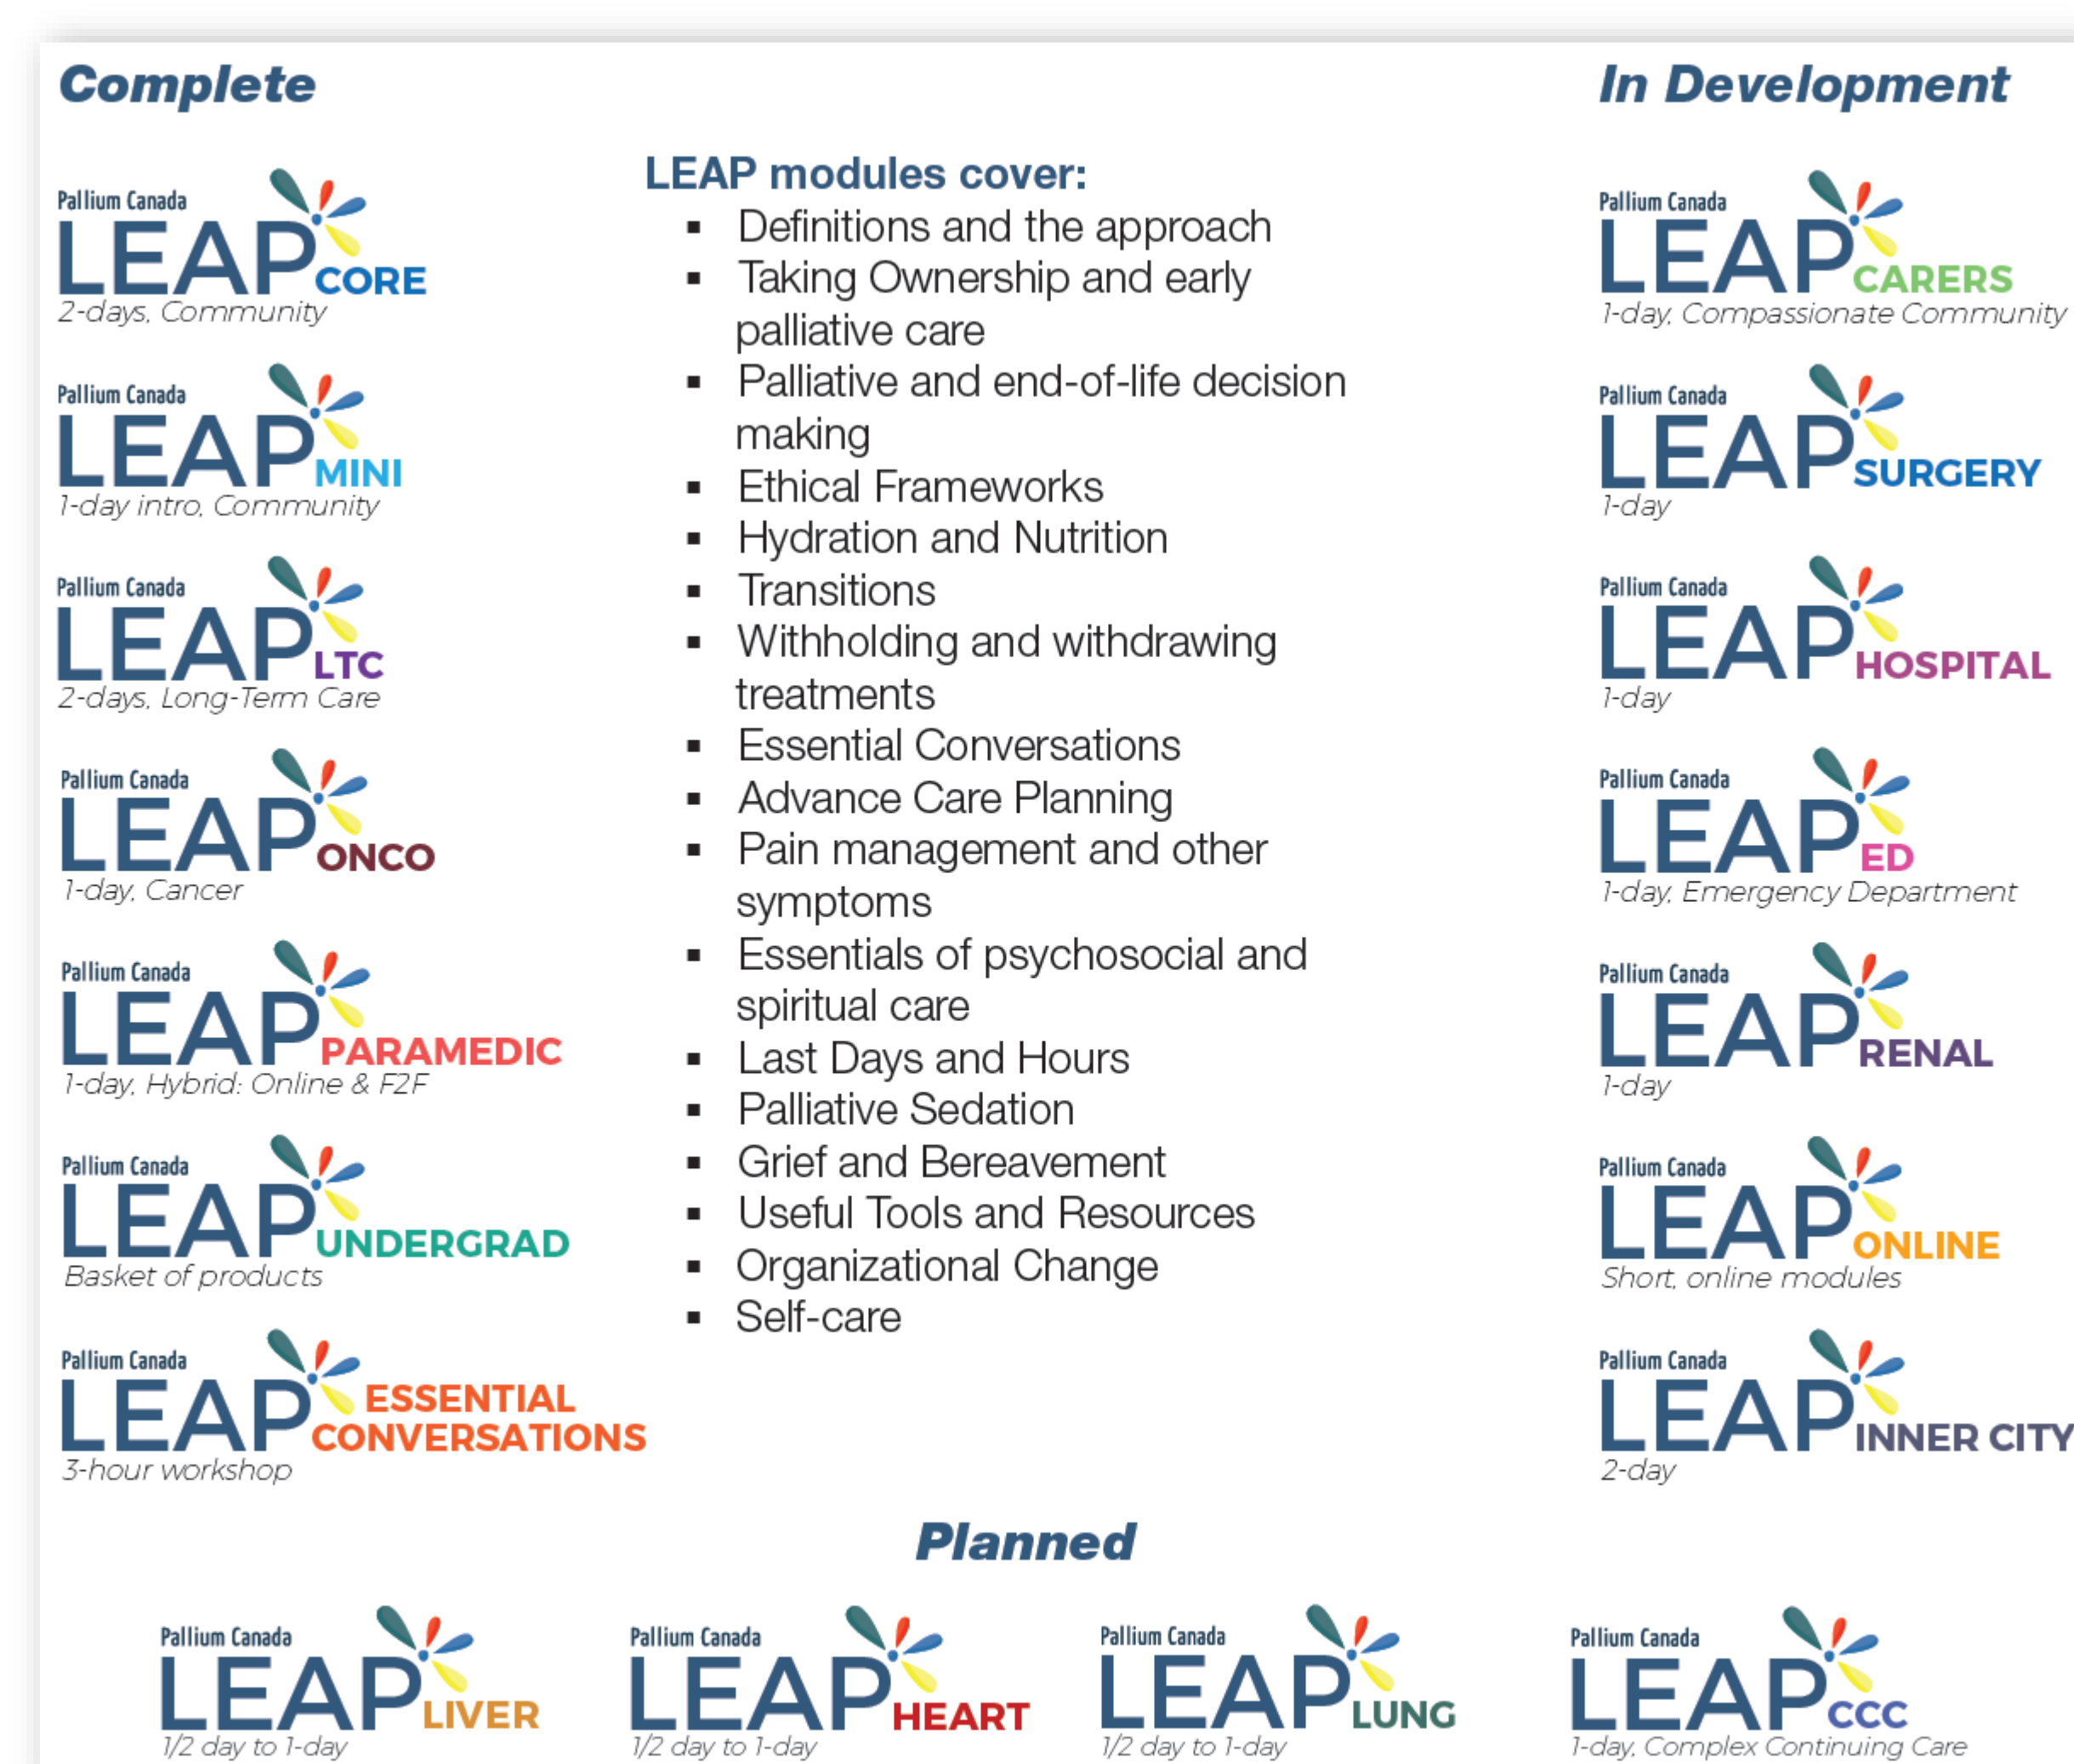 Complete
Pallium Canada
LEAP CORE
2-days, Community
Pallium Canada
LEAP MINI
1-day intro, Community
Pallium Canada
LEAP LTC
2-days, Long-Term Care
Pallium Canada
LEAP ONCO
1-day, Cancer
Pallium Canada
LEAP PARAMEDIC
1-day, Hybrid: Online & F2F
Pallium Canada
LEAP UNDERGRAD
Basket of products
Pallium Canada
LEAP ESSENTIAL
CONVERSATIONS
3-hour workshop
LEAP modules cover:
▪ Definitions and the approach
▪ Taking Ownership and early
palliative care
▪ Palliative and end-of-life decision
making
▪ Ethical Frameworks
▪ Hydration and Nutrition
▪ Transitions
▪ Withholding and withdrawing
treatments
▪ Essential Conversations
▪ Advance Care Planning
▪ Pain management and other
symptoms
▪ Essentials of psychosocial and
spiritual care
▪ Last Days and Hours
▪ Palliative Sedation
▪ Grief and Bereavement
▪ Useful Tools and Resources
▪ Organizational Change
▪ Self-care
In Development
Pallium Canada
LEAP CARERS
1-day, Compassionate Community
Pallium Canada
LEAP SURGERY
1-day
Pallium Canada
LEAP HOSPITAL
1-day
Pallium Canada
LEAP ED
1-day, Emergency Department
Pallium Canada
LEAP RENAL
1-day
Pallium Canada
LEAP ONLINE
Short, online modules
Pallium Canada
LEAP INNER CITY
2-day
Planned
Pallium Canada
LEAP LIVER
1/2 day to 1-day
Pallium Canada
LEAP HEART
1/2 day to 1-day
Pallium Canada
LEAP LUNG
1/2 day to 1-day
Pallium Canada
LEAP CCC
1-day, Complex Continuing Care